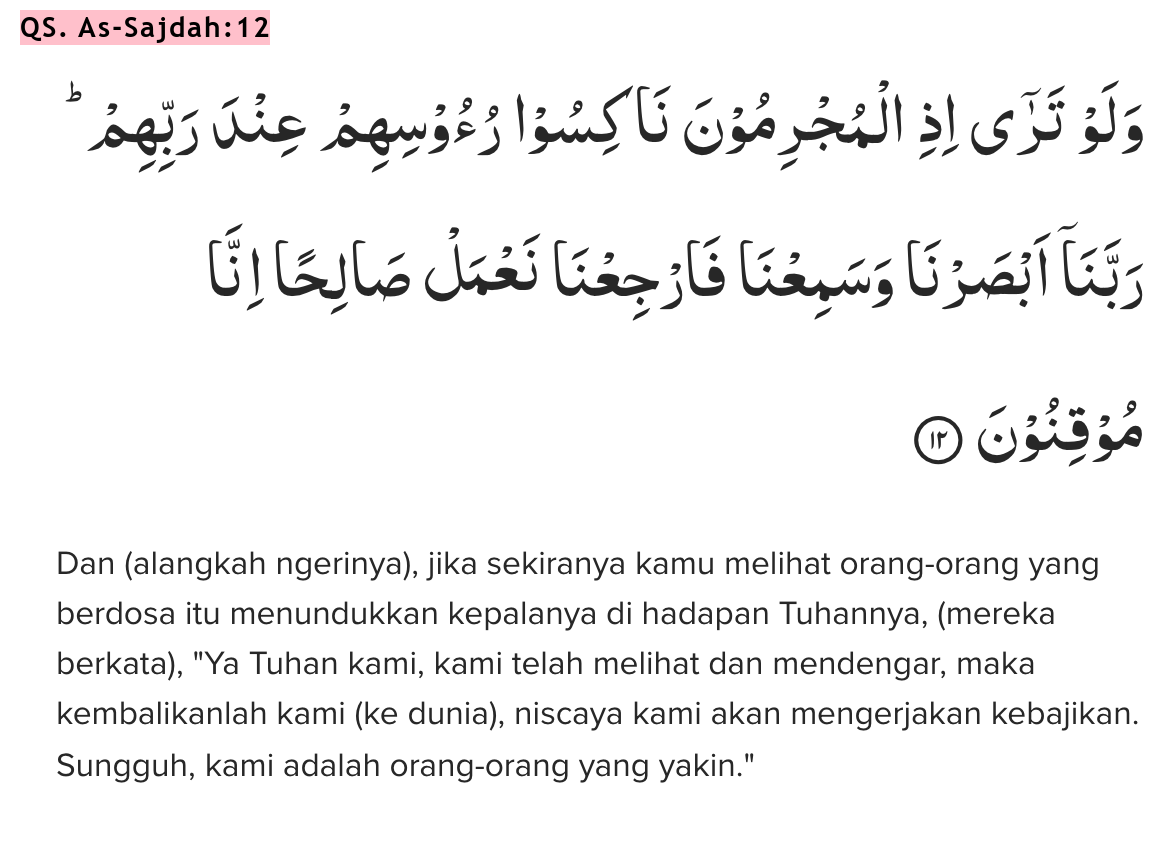 QS. As-Sajdah:12
وَلَوْ تَرٰٓى اِذِ الْمُجْرِمُوْنَ نَاكِسُوْا رُءُوْسِهِمْ عِنْدَ رَبِّهِمْ ۗ
رَبَّنَآ اَبْصَرْنَا وَسَمِعْنَا فَارْجِعْنَا نَعْمَلْ صَالِحًا اِنَّا
مُوْقِنُوْنَ ١٢
Dan (alangkah ngerinya), jika sekiranya kamu melihat orang-orang yang
berdosa itu menundukkan kepalanya di hadapan Tuhannya, (mereka
berkata), "Ya Tuhan kami, kami telah melihat dan mendengar, maka
kembalikanlah kami (ke dunia), niscaya kami akan mengerjakan kebajikan.
Sungguh, kami adalah orang-orang yang yakin."